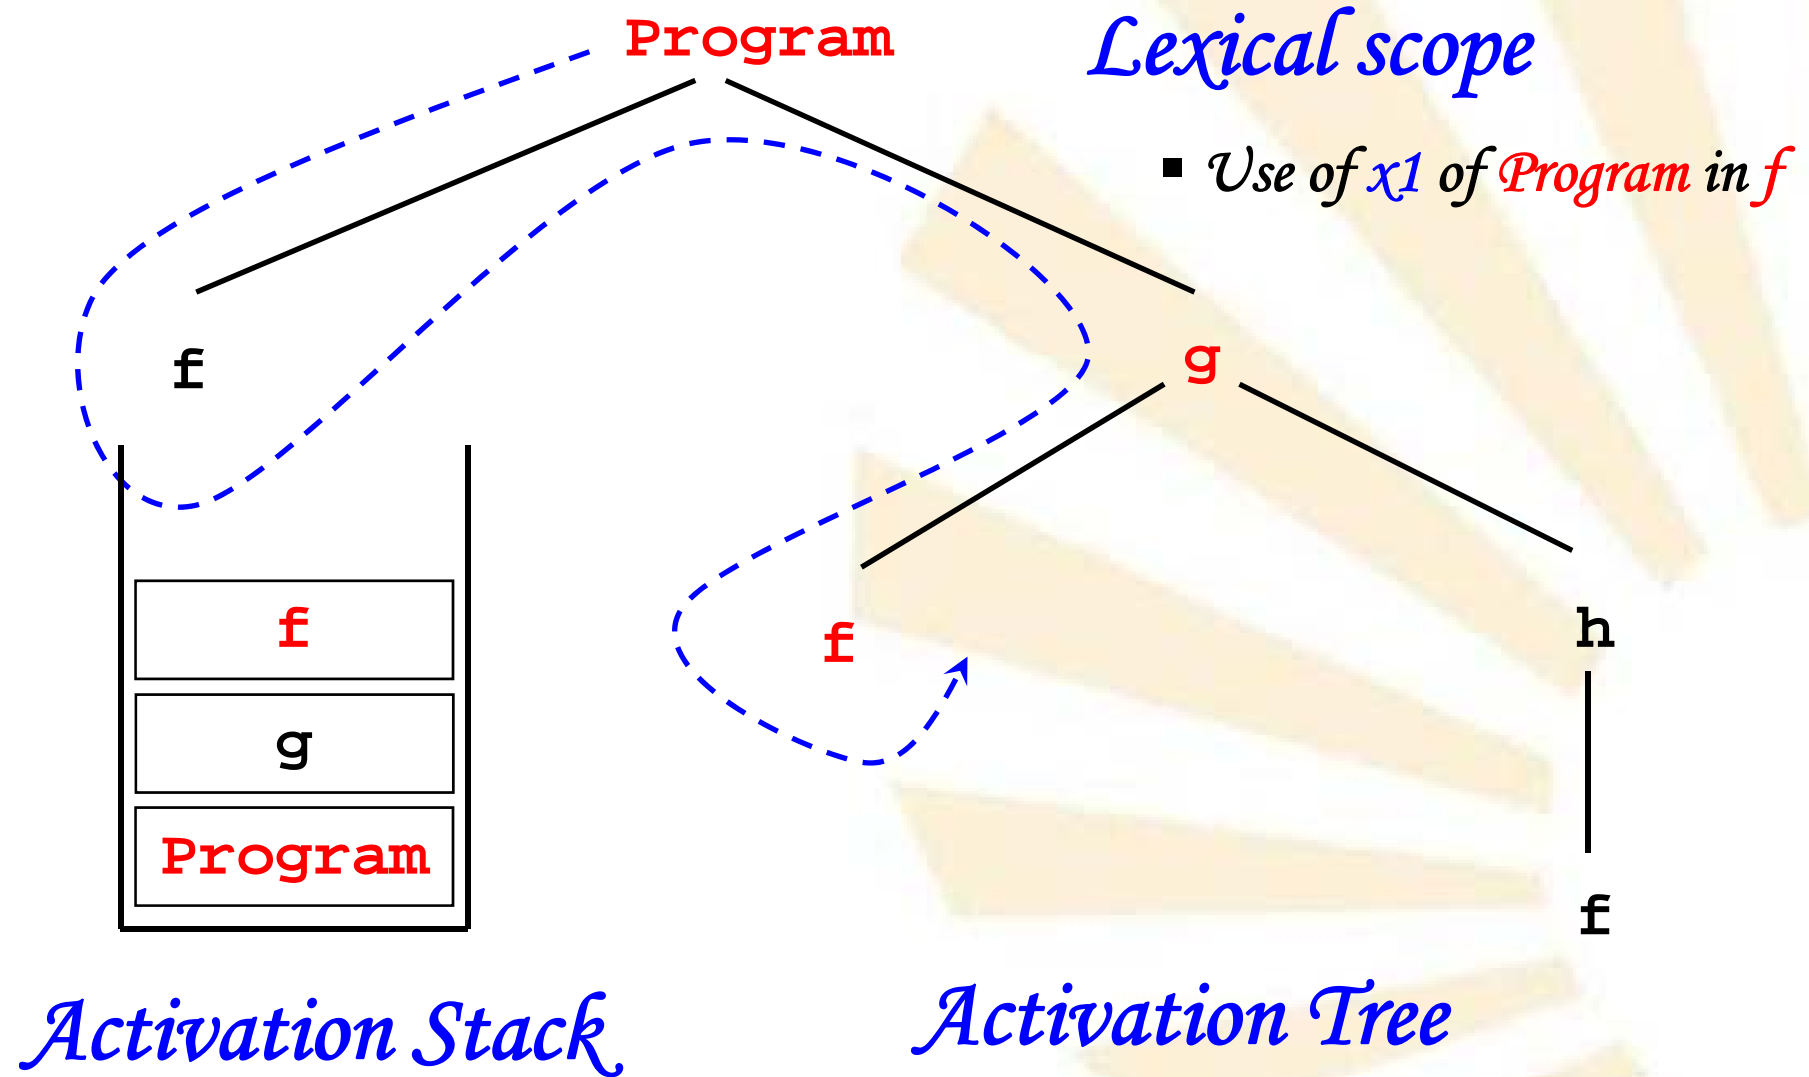 Program
Lexical scope
▪ Use of x1 of Program in f
f
g
f
h
f
g
Program
f
Activation Stack
Activation Tree